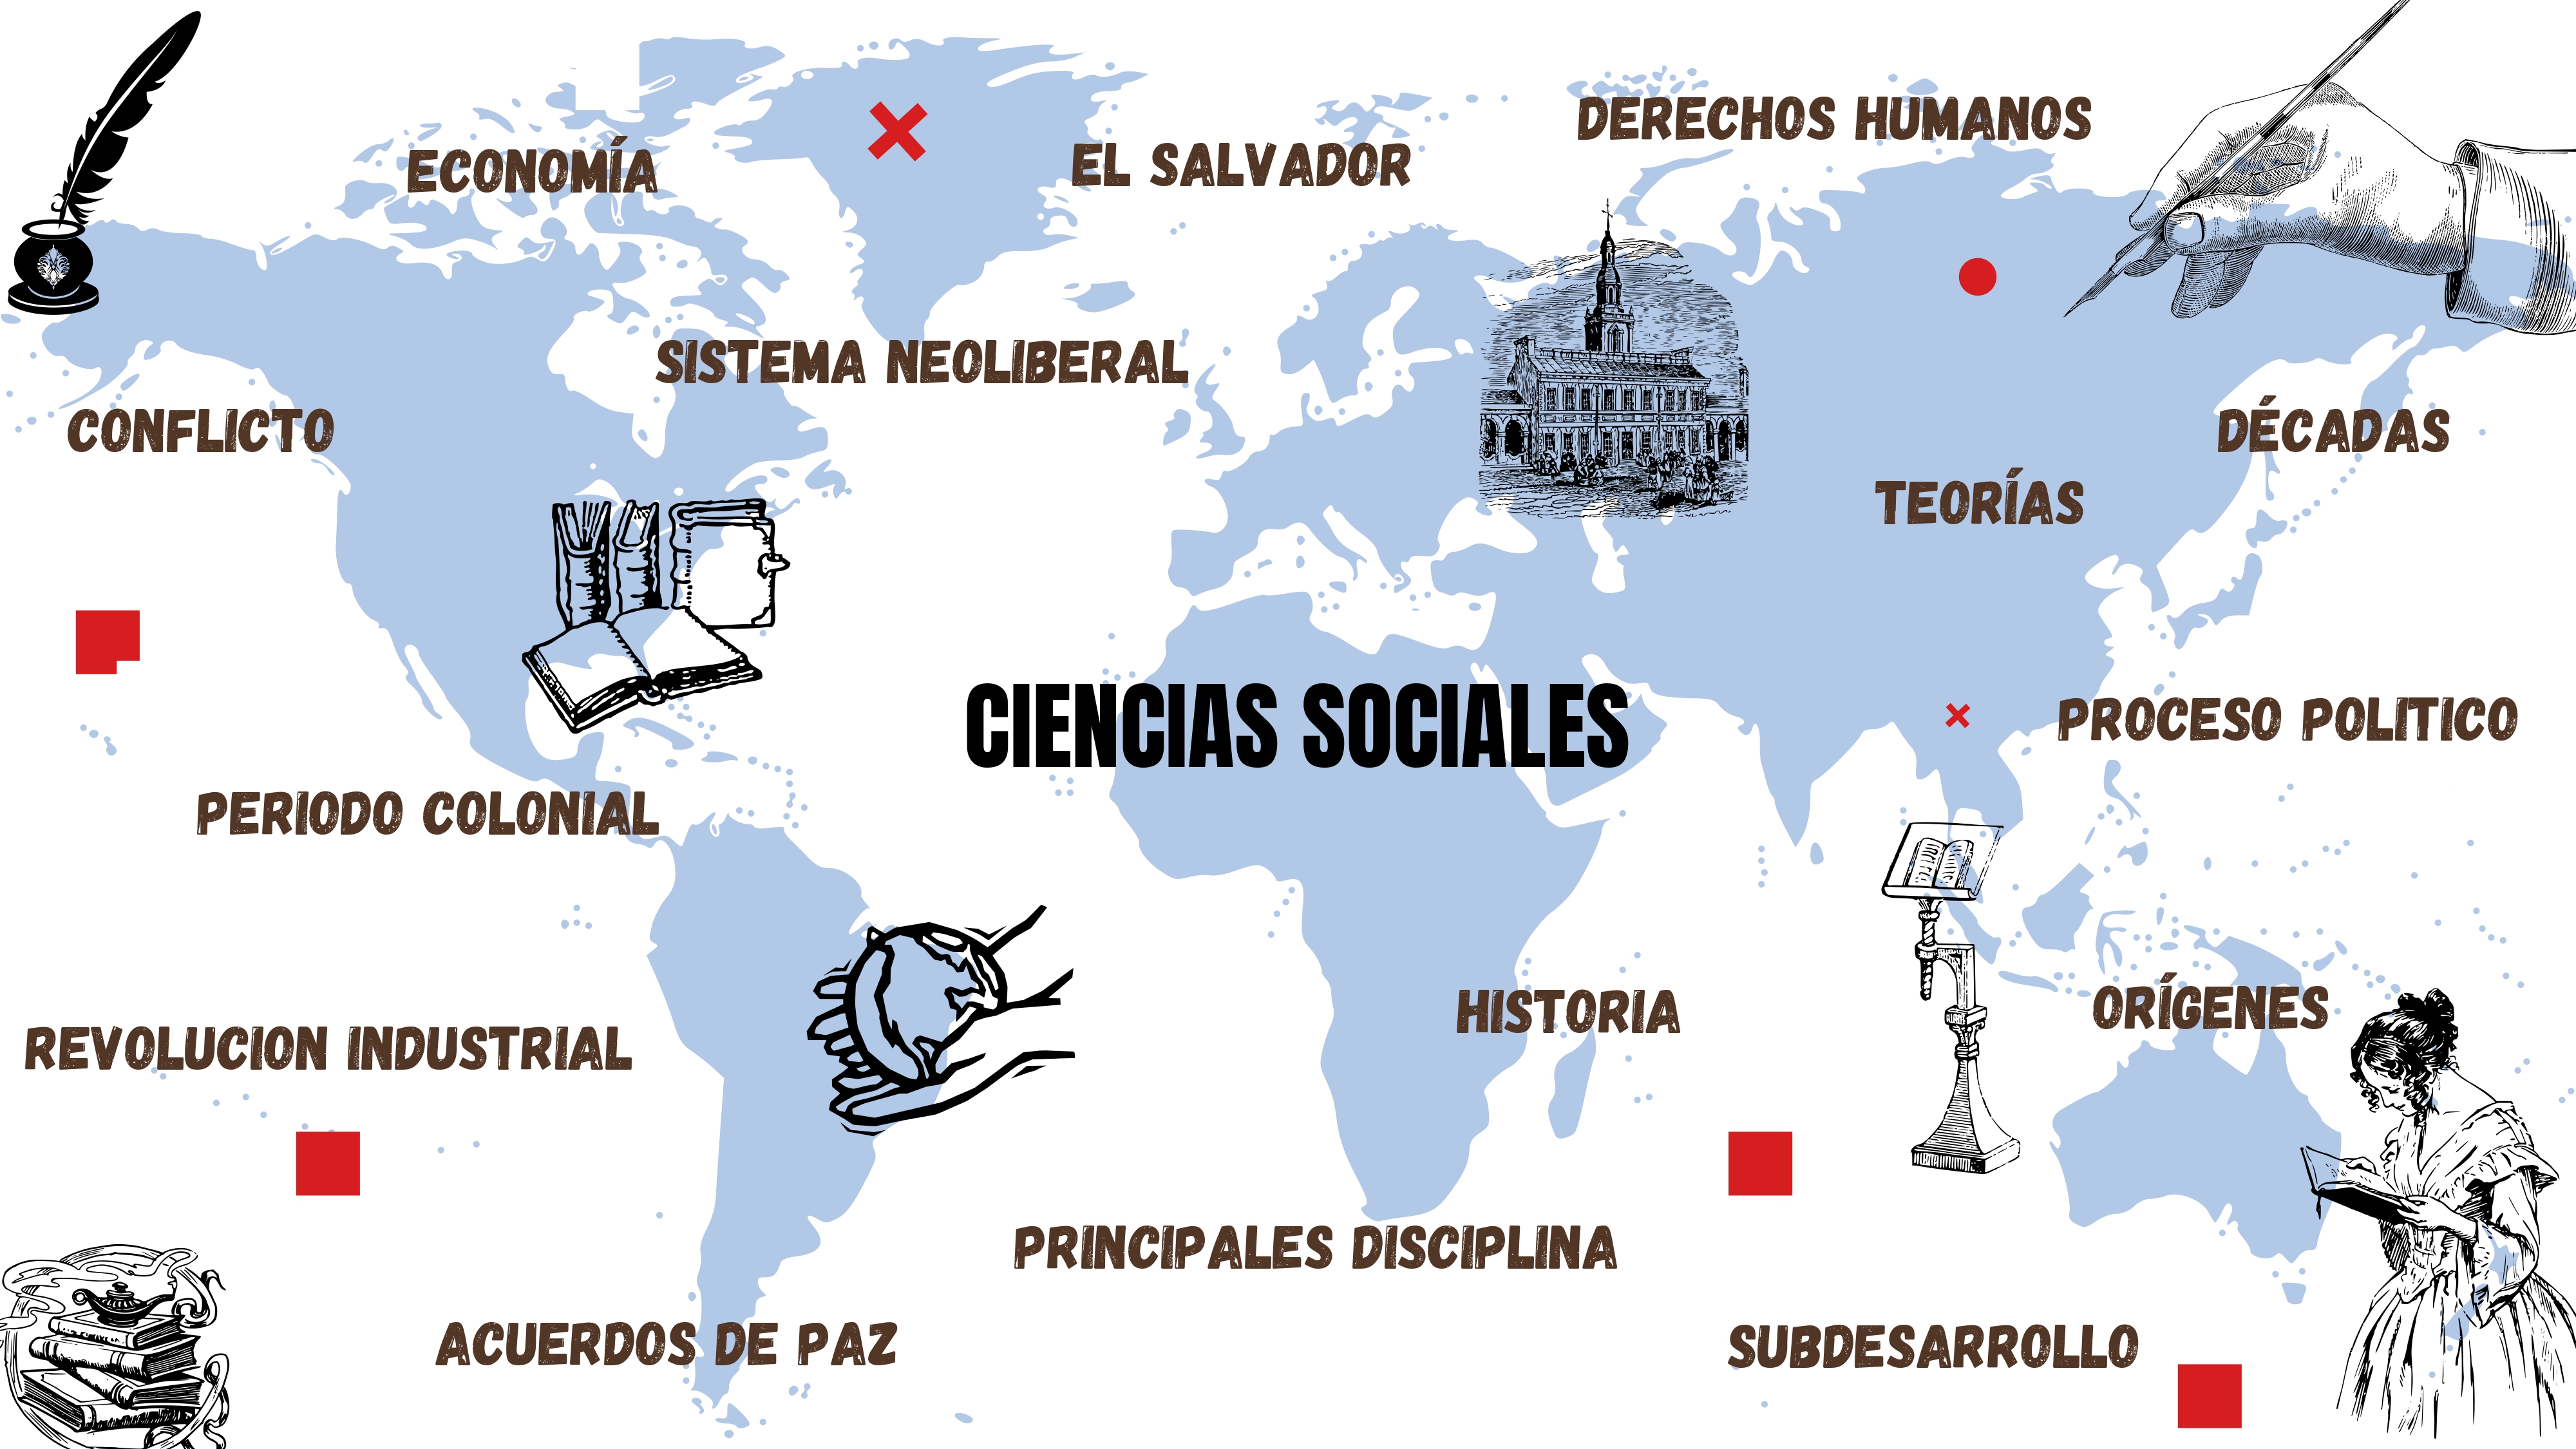 DERECHOS HUMANOS
ECONOMÍA
EL SALVADOR
SISTEMA NEOLIBERAL
CONFLICTO
DÉCADAS
TEORÍAS
CIENCIAS SOCIALES
PROCESO POLITICO
PERIODO COLONIAL
HISTORIA
ORÍGENES
REVOLUCION INDUSTRIAL
PRINCIPALES DISCIPLINA
ACUERDOS DE PAZ
SUBDESARROLLO